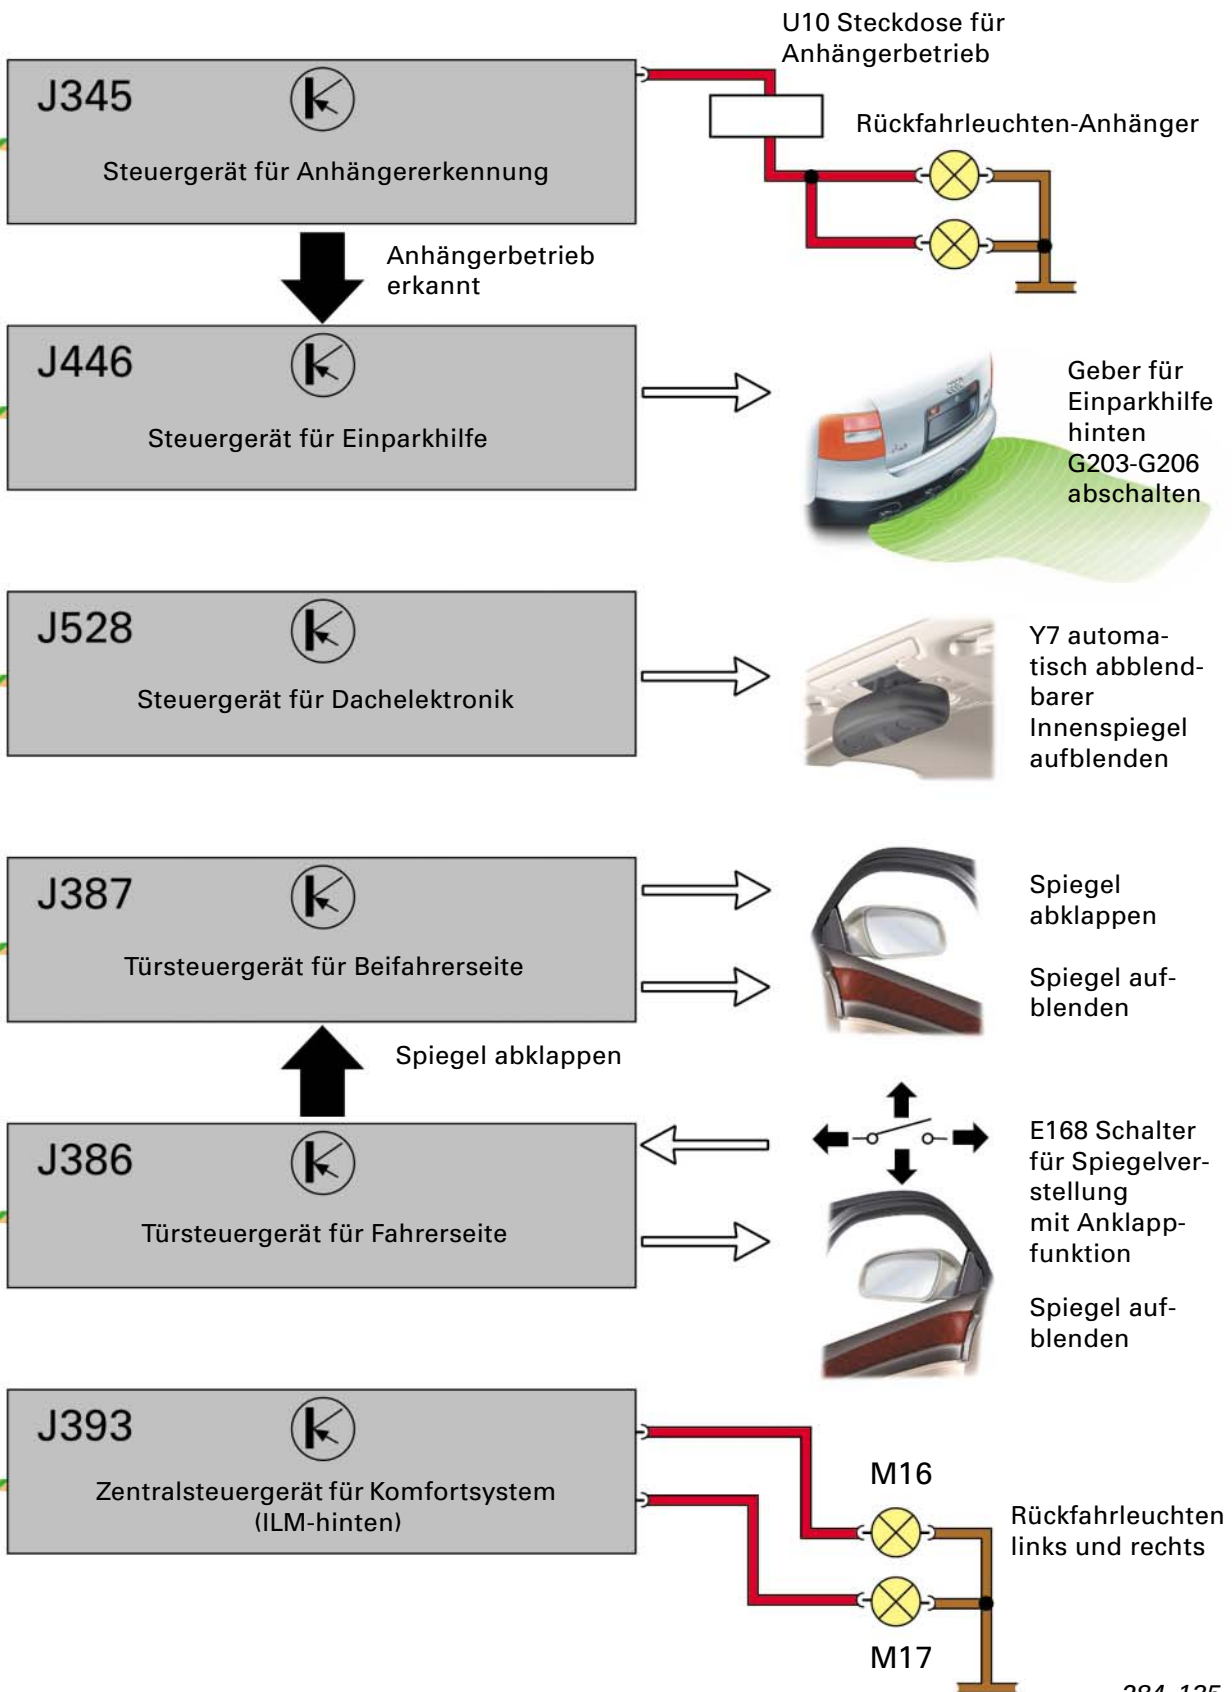 U10 Steckdose für
Anhängerbetrieb
J345
Steuergerät für Anhängererkennung
Rückfahrleuchten-Anhänger
Anhängerbetrieb
erkannt
J446
Steuergerät für Einparkhilfe
Geber für
Einparkhilfe
hinten
G203-G206
abschalten
J528
Steuergerät für Dachelektronik
Y7 automa-
tisch abblend-
barer
Innenspiegel
aufblenden
J387
Türsteuergerät für Beifahrerseite
Spiegel
abklappen
Spiegel auf-
blenden
Spiegel abklappen
J386
Türsteuergerät für Fahrerseite
E168 Schalter
für Spiegelver-
stellung
mit Anklapp-
funktion
Spiegel auf-
blenden
J393
Zentralsteuergerät für Komfortsystem
(ILM-hinten)
M16
Rückfahrleuchten
links und rechts
M17